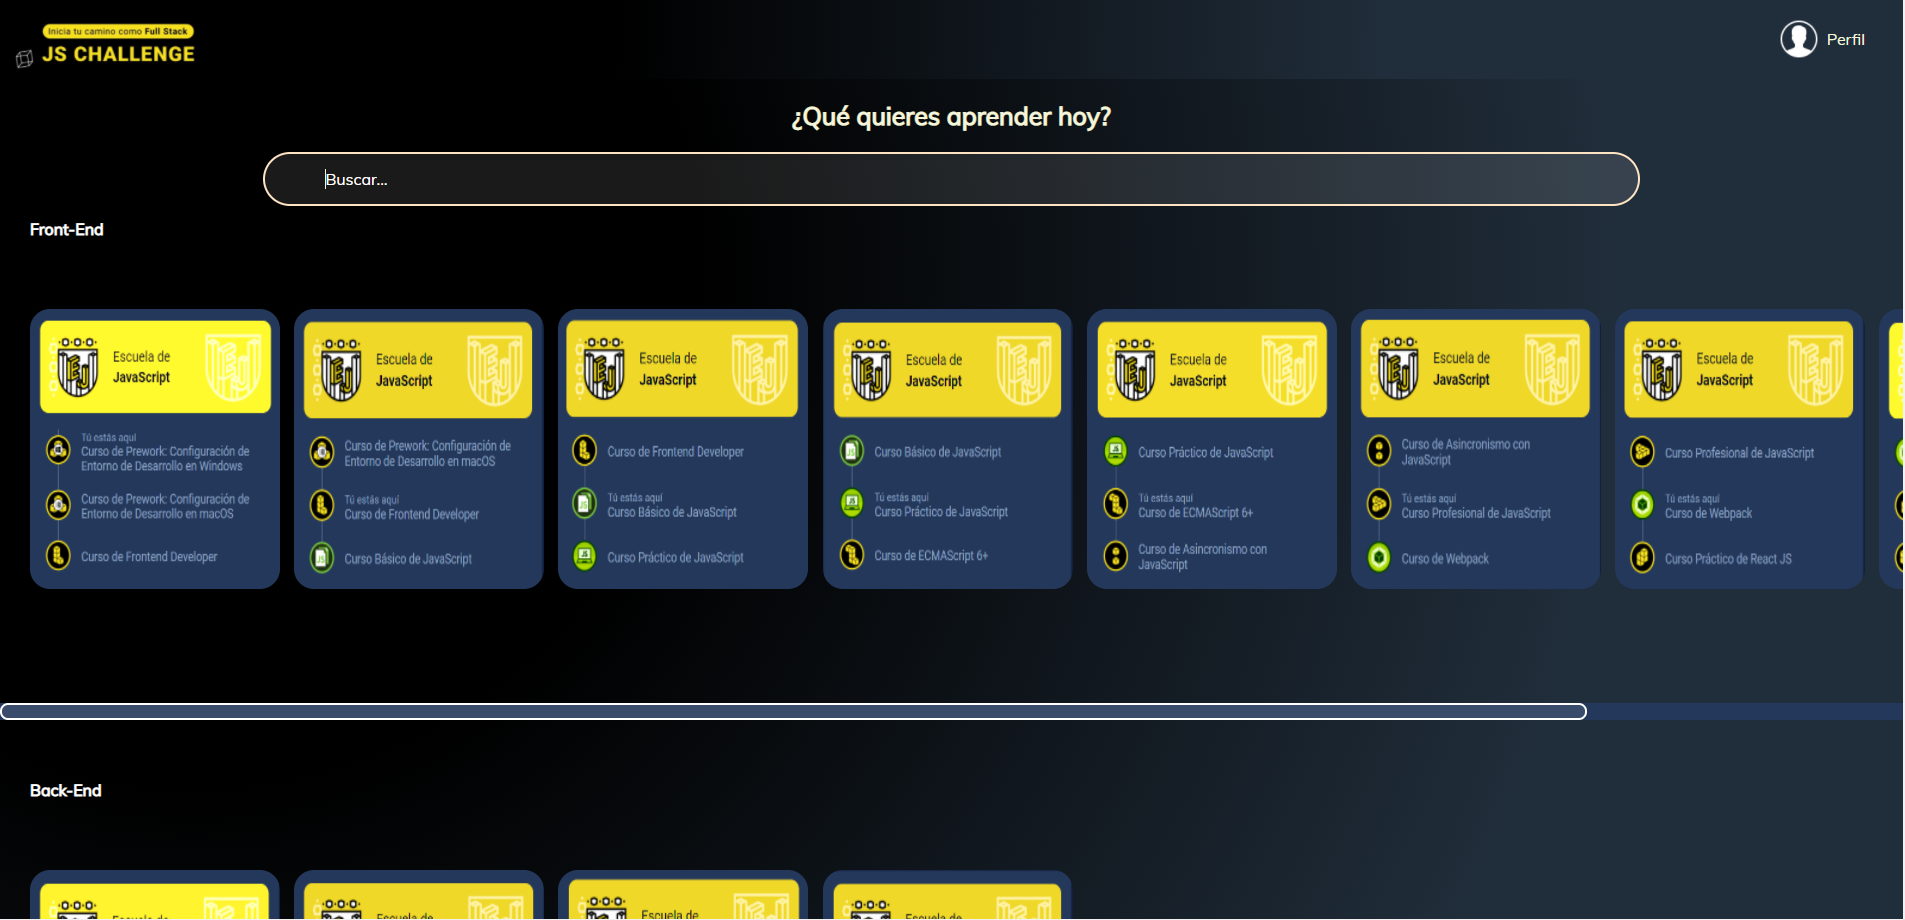 Inicia tu camino como Full Stack
JS CHALLENGE
Perfil
¿Qué quieres aprender hoy?
Buscar...
Front-End
Escuela de
JavaScript
Tú estás aquí
Curso de Prework: Configuración de
Entorno de Desarrollo en Windows
Curso de Prework: Configuración de
Entorno de Desarrollo en macOS
Curso de Frontend Developer
Escuela de
JavaScript
Curso de Prework: Configuración de
Entorno de Desarrollo en macOS
Tú estás aquí
Curso de Frontend Developer
Curso Básico de JavaScript
Escuela de
JavaScript
Curso de Frontend Developer
Tú estás aquí
Curso Básico de JavaScript
Curso Práctico de JavaScript
Escuela de
JavaScript
Curso Básico de JavaScript
Tú estás aquí
Curso Práctico de JavaScript
Curso de ECMAScript 6+
Escuela de
JavaScript
Curso Práctico de JavaScript
Tú estás aquí
Curso de ECMAScript 6+
Curso de Asincronismo con
JavaScript
Escuela de
JavaScript
Curso de Asincronismo con
JavaScript
Tú estás aquí
Curso Profesional de JavaScript
Curso de Webpack
Escuela de
JavaScript
Curso Profesional de JavaScript
Tú estás aquí
Curso de Webpack
Curso Práctico de React JS
Back-End
Escuela de
Escuela de
Escuela de
Escuela de